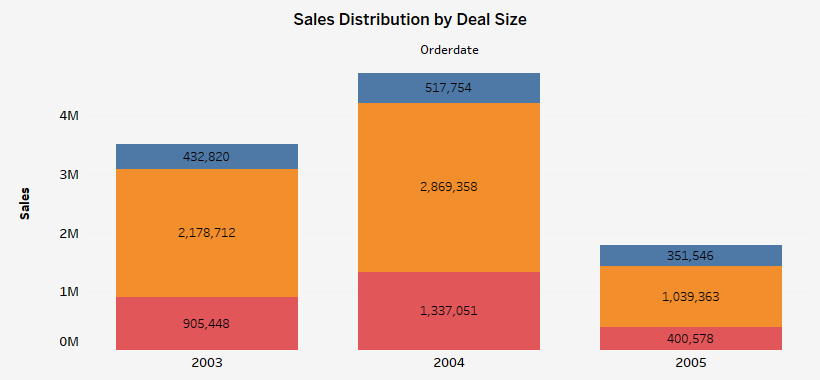 Sales Distribution by Deal Size
Orderdate
Sales
4M
3M
2M
1M
0M
432,820
2,178,712
905,448
517,754
2,869,358
1,337,051
351,546
1,039,363
400,578
2003
2004
2005